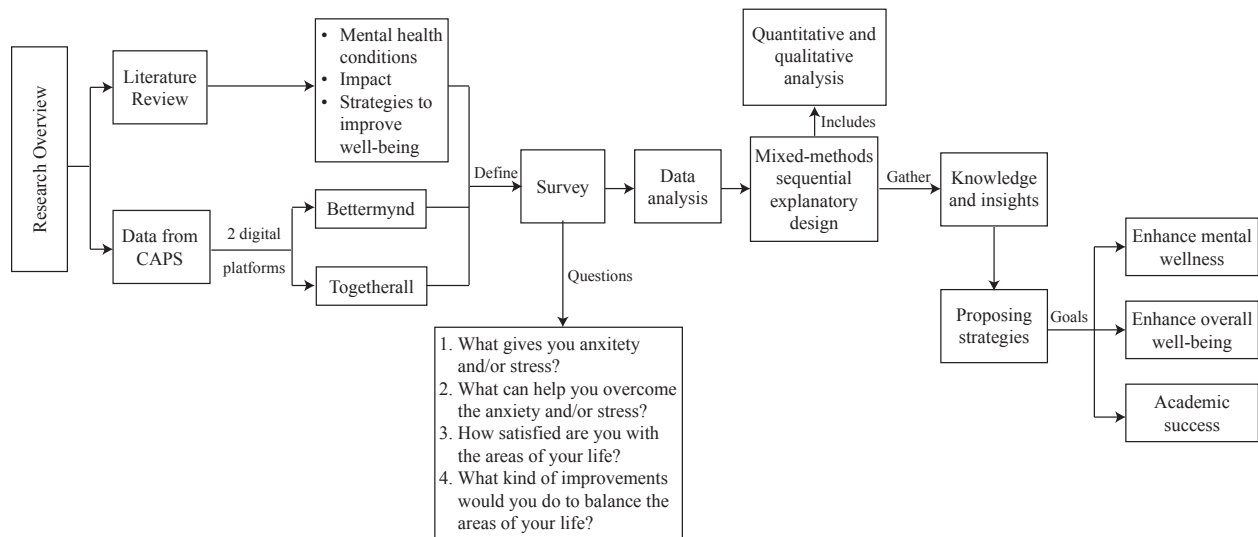 Research Overview
Literature
Review
• Mental health
conditions
• Impact
• Strategies to
improve
well-being
Data from
CAPS
2 digital
platforms
Bettermynd
Togetherall
Define
Survey
Questions
1. What gives you anxitety
and/or stress?
2. What can help you overcome
the anxiety and/or stress?
3. How satisfied are you with
the areas of your life?
4. What kind of improvements
would you do to balance the
areas of your life?
Data
analysis
Mixed-methods
sequential
explanatory
design
Includes
Quantitative and
qualitative
analysis
Gather
Knowledge
and insights
Proposing
strategies
Goals
Enhance mental
wellness
Enhance overall
well-being
Academic
success